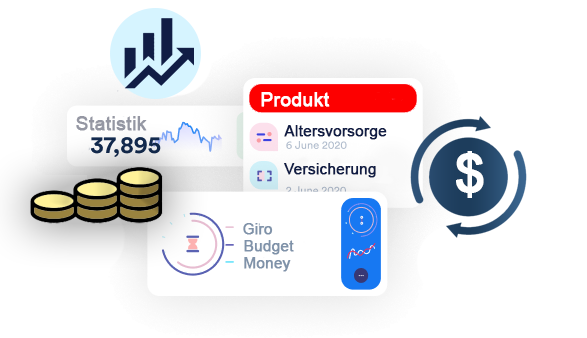 Statistik
37,895
Produkt
Altersvorsorge
6 June 2020
Versicherung
2 June 2020
$
Giro
Budget
Money